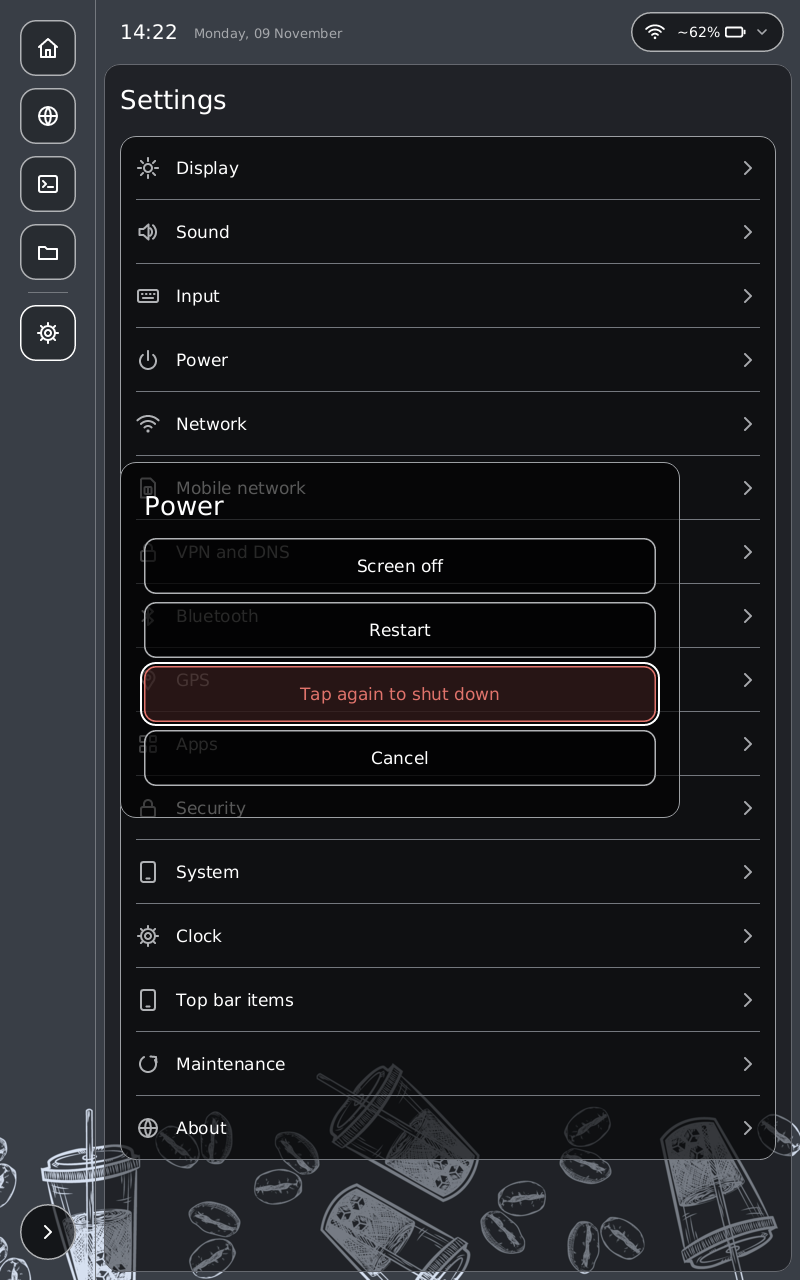 14:22 Monday, 09 November ~62%
Settings
Display
Sound
Input
Power
Network
Mobile network
Power
VPN and DNS
Screen off
Bluetooth
Restart
GPS
Tap again to shut down
Apps
Cancel
Security
System
Clock
Top bar items
Maintenance
About